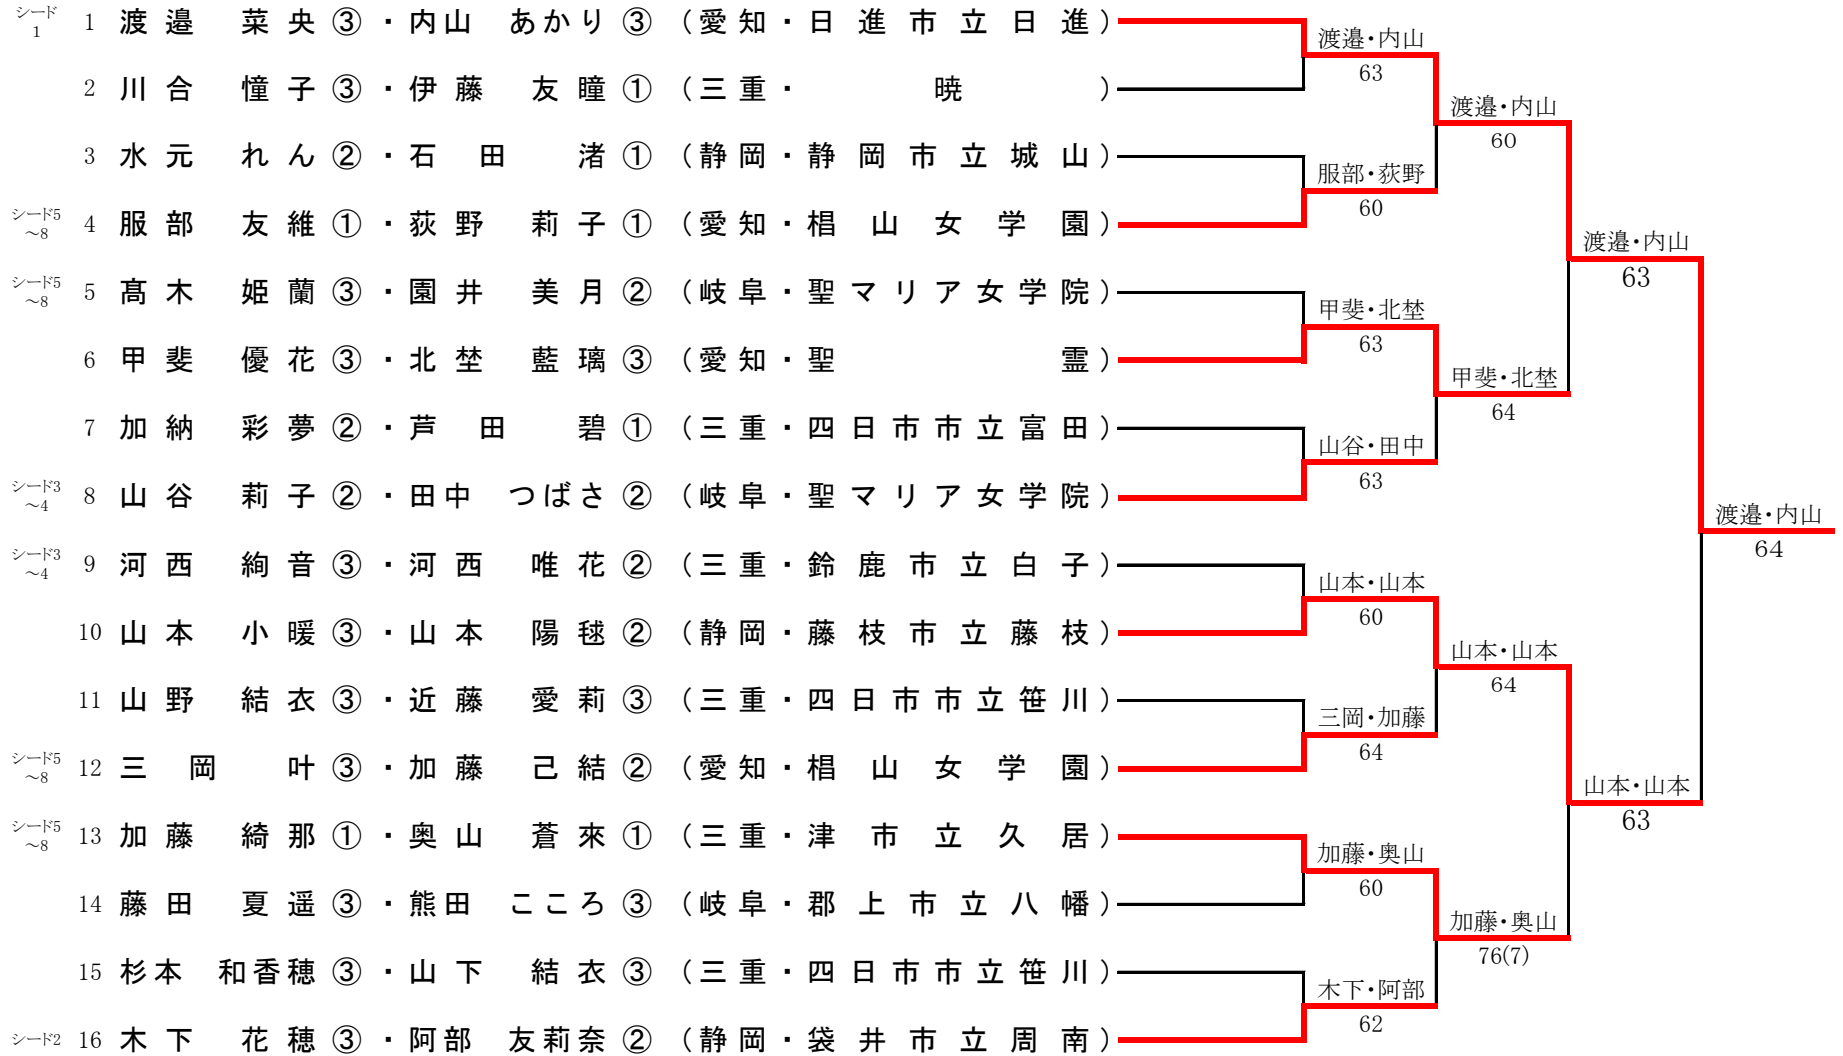 シード1 1 渡邉 菜央③・内山 あかり③ (愛知・日進市立日進)
渡邉・内山
63
2 川合 憧子③・伊藤 友瞳① (三重・暁)
渡邉・内山
60
3 水元 れん②・石田 渚① (静岡・静岡市立城山)
服部・荻野
60
シード5～8 4 服部 友維①・荻野 莉子① (愛知・椙山女学園)
渡邉・内山
63
シード5～8 5 髙木 姫蘭③・園井 美月② (岐阜・聖マリア女学院)
甲斐・北埜
63
6 甲斐 優花③・北埜 藍璃③ (愛知・聖霊)
甲斐・北埜
64
7 加納 彩夢②・芦田 碧① (三重・四日市市立富田)
山谷・田中
63
シード3～4 8 山谷 莉子②・田中 つばさ② (岐阜・聖マリア女学院)
渡邉・内山
64
シード3～4 9 河西 絢音③・河西 唯花② (三重・鈴鹿市立白子)
山本・山本
60
10 山本 小暖③・山本 陽毬② (静岡・藤枝市立藤枝)
山本・山本
64
11 山野 結衣③・近藤 愛莉③ (三重・四日市市立笹川)
三岡・加藤
64
シード5～8 12 三岡 叶③・加藤 己結② (愛知・椙山女学園)
山本・山本
63
シード5～8 13 加藤 綺那①・奥山 蒼來① (三重・津市立久居)
加藤・奥山
60
14 藤田 夏遥③・熊田 こころ③ (岐阜・郡上市立八幡)
加藤・奥山
76(7)
15 杉本 和香穂③・山下 結衣③ (三重・四日市市立笹川)
木下・阿部
62
シード2 16 木下 花穂③・阿部 友莉奈② (静岡・袋井市立周南)